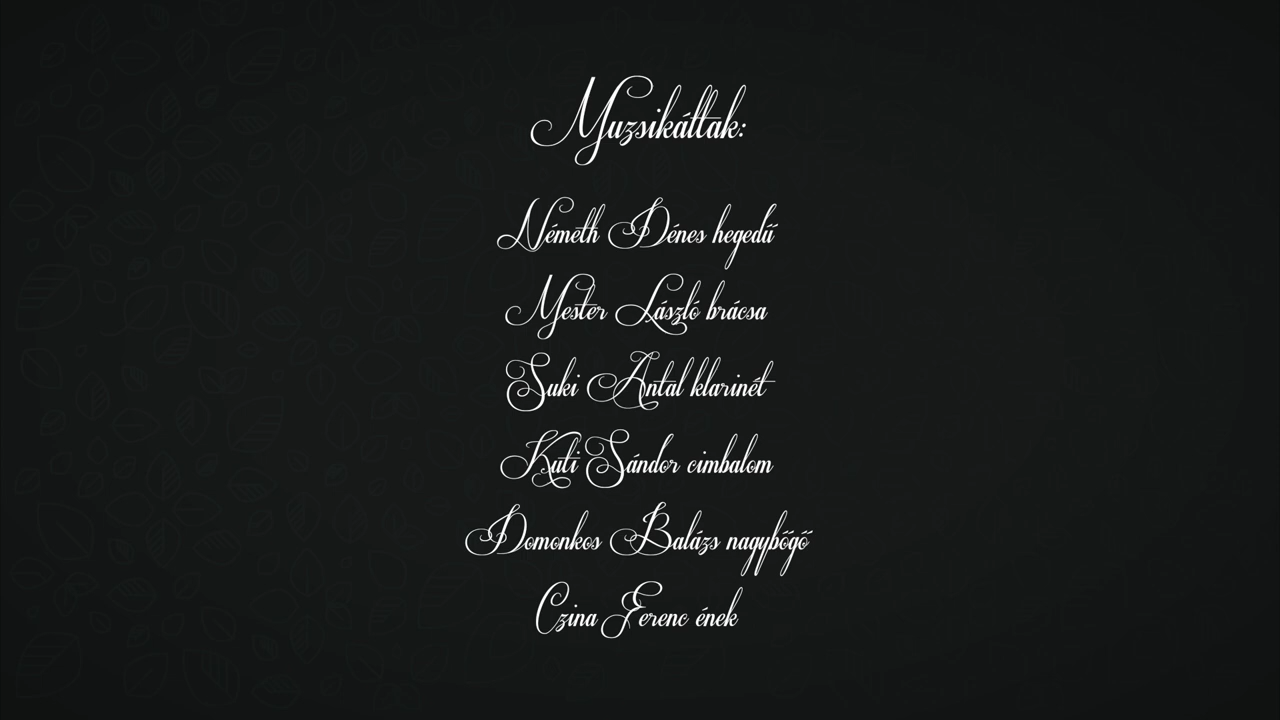 Muzsikáltak:
Németh Dénes hegedű
Mester László brácsa
Suki Antal klarinét
Kuti Sándor cimbalom
Domonkos Balázs nagybőgő
Czina Ferenc ének